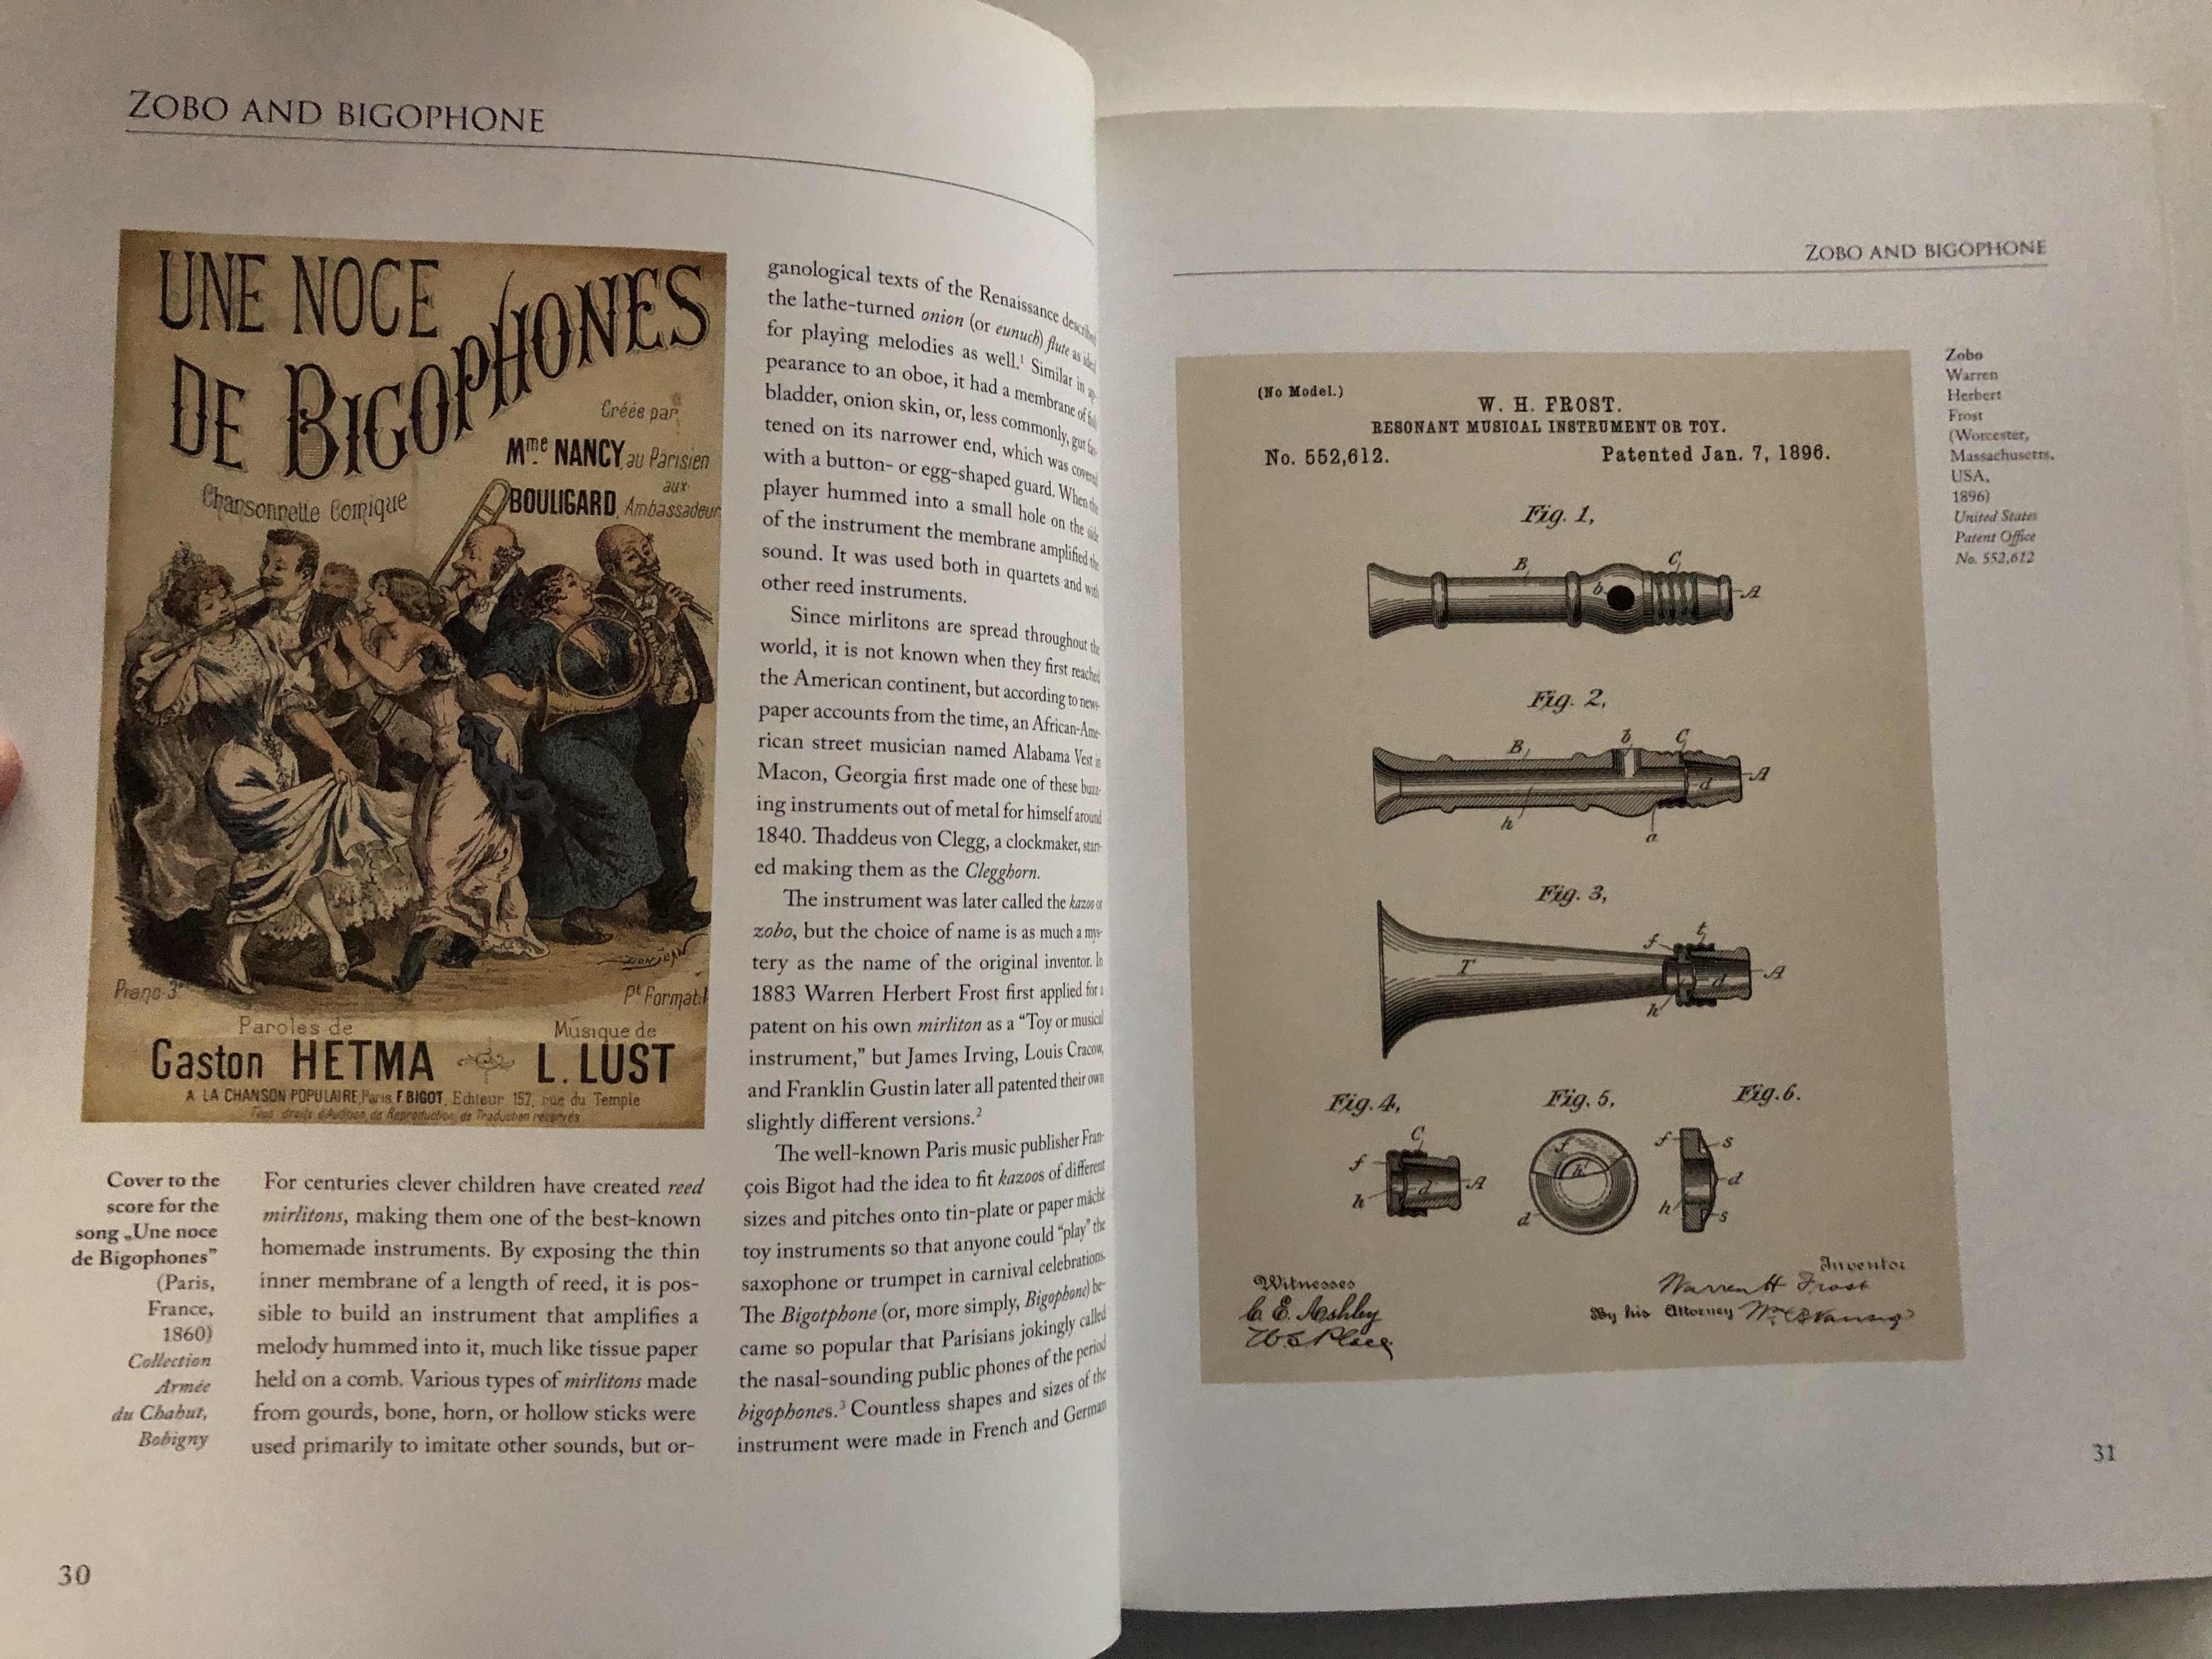 ZOBO AND BIGOPHONE
UNE NOCE
DE BIGOPHONES
Créée par
Mme NANCY, au Parisien
aux
BOULIGARD, Ambassadeur
Chansonnette Comique
Piano 3f
Pt Format: 1
Paroles de
Musique de
Gaston HETMA
L. LUST
A LA CHANSON POPULAIRE, Paris F. BIGOT, Editeur, 157, rue du Temple
Tous droits d'Audition, de Reproduction, de Traduction réservés
Cover to the
score for the
song „Une noce
de Bigophones”
(Paris,
France,
1860)
Collection
Armée
du Chahut,
Bobigny
For centuries clever children have created reed
mirlitons, making them one of the best-known
homemade instruments. By exposing the thin
inner membrane of a length of reed, it is pos-
sible to build an instrument that amplifies a
melody hummed into it, much like tissue paper
held on a comb. Various types of mirlitons made
from gourds, bone, horn, or hollow sticks were
used primarily to imitate other sounds, but or-
ganological texts of the Renaissance described
the lathe-turned onion (or eunuch) flute as ideal
for playing melodies as well.1 Similar in ap-
pearance to an oboe, it had a membrane of fish
bladder, onion skin, or, less commonly, gut fas-
tened on its narrower end, which was covered
with a button- or egg-shaped guard. When the
player hummed into a small hole on the side
of the instrument the membrane amplified the
sound. It was used both in quartets and with
other reed instruments.
Since mirlitons are spread throughout the
world, it is not known when they first reached
the American continent, but according to news-
paper accounts from the time, an African-Ame-
rican street musician named Alabama Vest in
Macon, Georgia first made one of these buzz-
ing instruments out of metal for himself around
1840. Thaddeus von Clegg, a clockmaker, start-
ed making them as the Clegghorn.
The instrument was later called the kazoo or
zobo, but the choice of name is as much a mys-
tery as the name of the original inventor. In
1883 Warren Herbert Frost first applied for a
patent on his own mirliton as a “Toy or musical
instrument,” but James Irving, Louis Cracow,
and Franklin Gustin later all patented their own
slightly different versions.2
The well-known Paris music publisher Fran-
çois Bigot had the idea to fit kazoos of different
sizes and pitches onto tin-plate or paper mâché
toy instruments so that anyone could “play” the
saxophone or trumpet in carnival celebrations.
The Bigotphone (or, more simply, Bigophone) be-
came so popular that Parisians jokingly called
the nasal-sounding public phones of the period
bigophones.3 Countless shapes and sizes of the
instrument were made in French and German
30
ZOBO AND BIGOPHONE
(No Model.)
W. H. FROST.
RESONANT MUSICAL INSTRUMENT OR TOY.
No. 552,612.
Patented Jan. 7, 1896.
Fig. 1,
B
b
C
A
Fig. 2,
B
b
C
A
d
h
a
Fig. 3,
T
f
t
A
d
h
Fig. 4,
Fig. 5,
Fig. 6.
C
f
A
d
h
f
h
d
f
s
d
h
s
Witnesses
C. E. Ashley
W. S. Place
Inventor
Warren H Frost
By his Attorney
Zobo
Warren
Herbert
Frost
(Worcester,
Massachusetts,
USA,
1896)
United States
Patent Office
No. 552,612
31